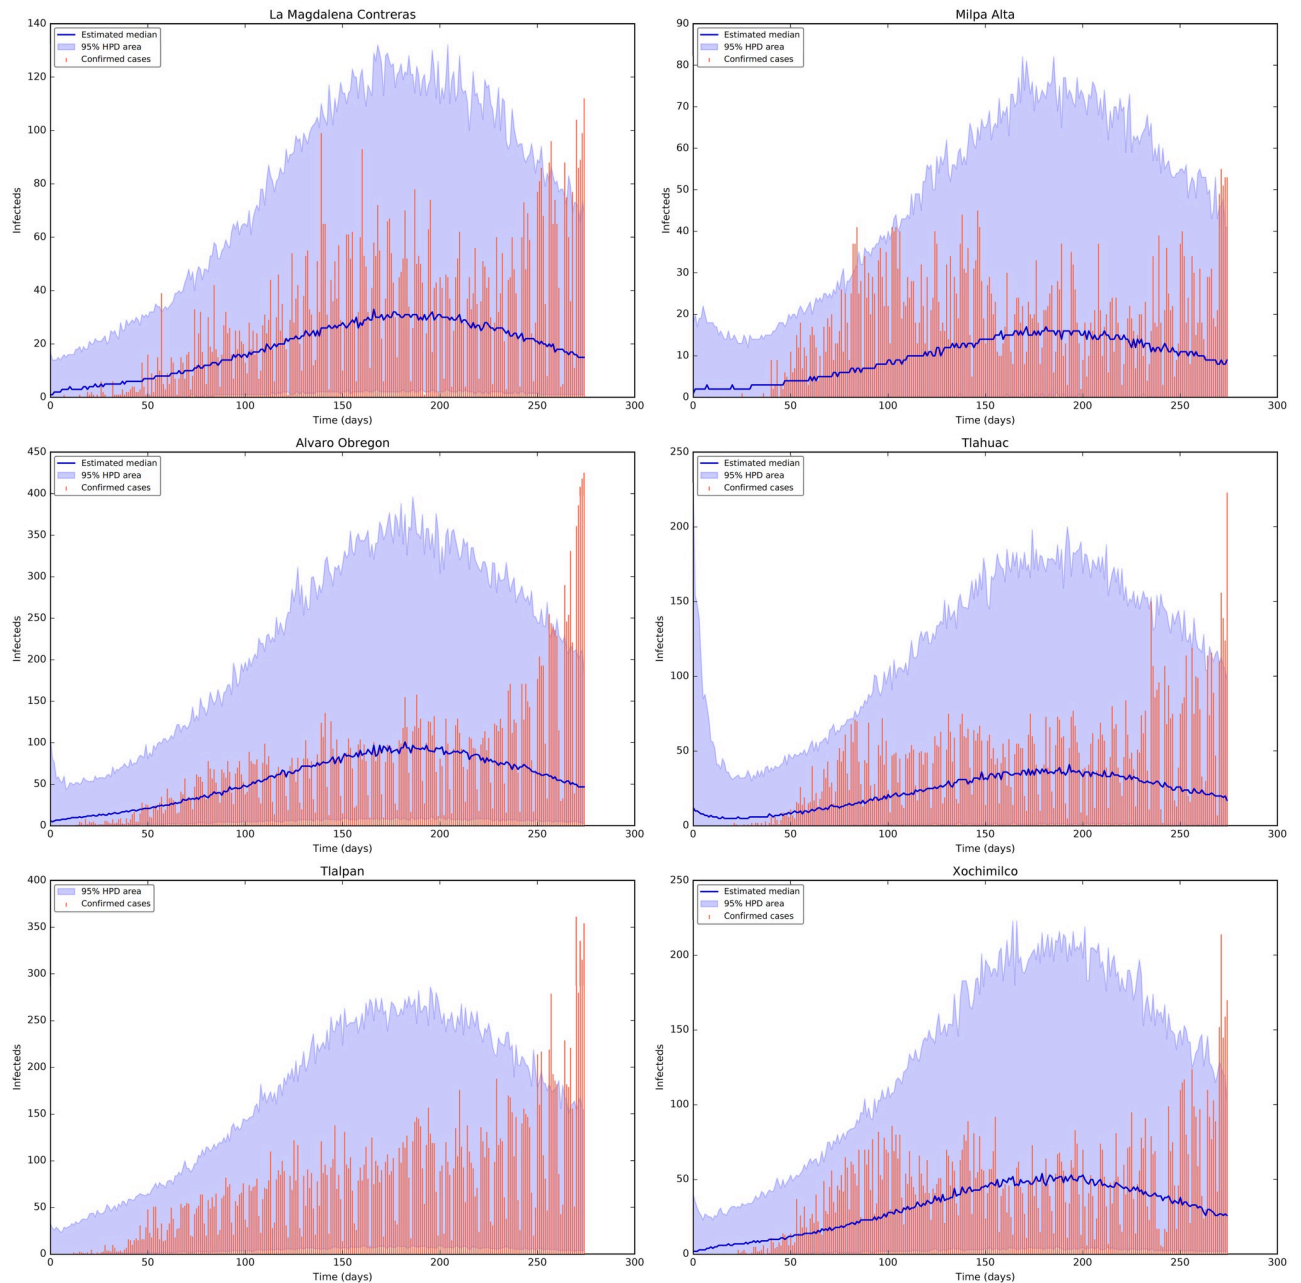 La Magdalena Contreras
140
120
100
80
60
40
20
0
Infecteds
Estimated median
95% HPD area
Confirmed cases
0 50 100 150 200 250 300
Time (days)
Milpa Alta
90
80
70
60
50
40
30
20
10
0
Infecteds
Estimated median
95% HPD area
Confirmed cases
0 50 100 150 200 250 300
Time (days)
Alvaro Obregon
450
400
350
300
250
200
150
100
50
0
Infecteds
Estimated median
95% HPD area
Confirmed cases
0 50 100 150 200 250 300
Time (days)
Tlahuac
250
200
150
100
50
0
Infecteds
Estimated median
95% HPD area
Confirmed cases
0 50 100 150 200 250 300
Time (days)
Tlalpan
400
350
300
250
200
150
100
50
0
Infecteds
95% HPD area
Confirmed cases
0 50 100 150 200 250 300
Time (days)
Xochimilco
250
200
150
100
50
0
Infecteds
Estimated median
95% HPD area
Confirmed cases
0 50 100 150 200 250 300
Time (days)